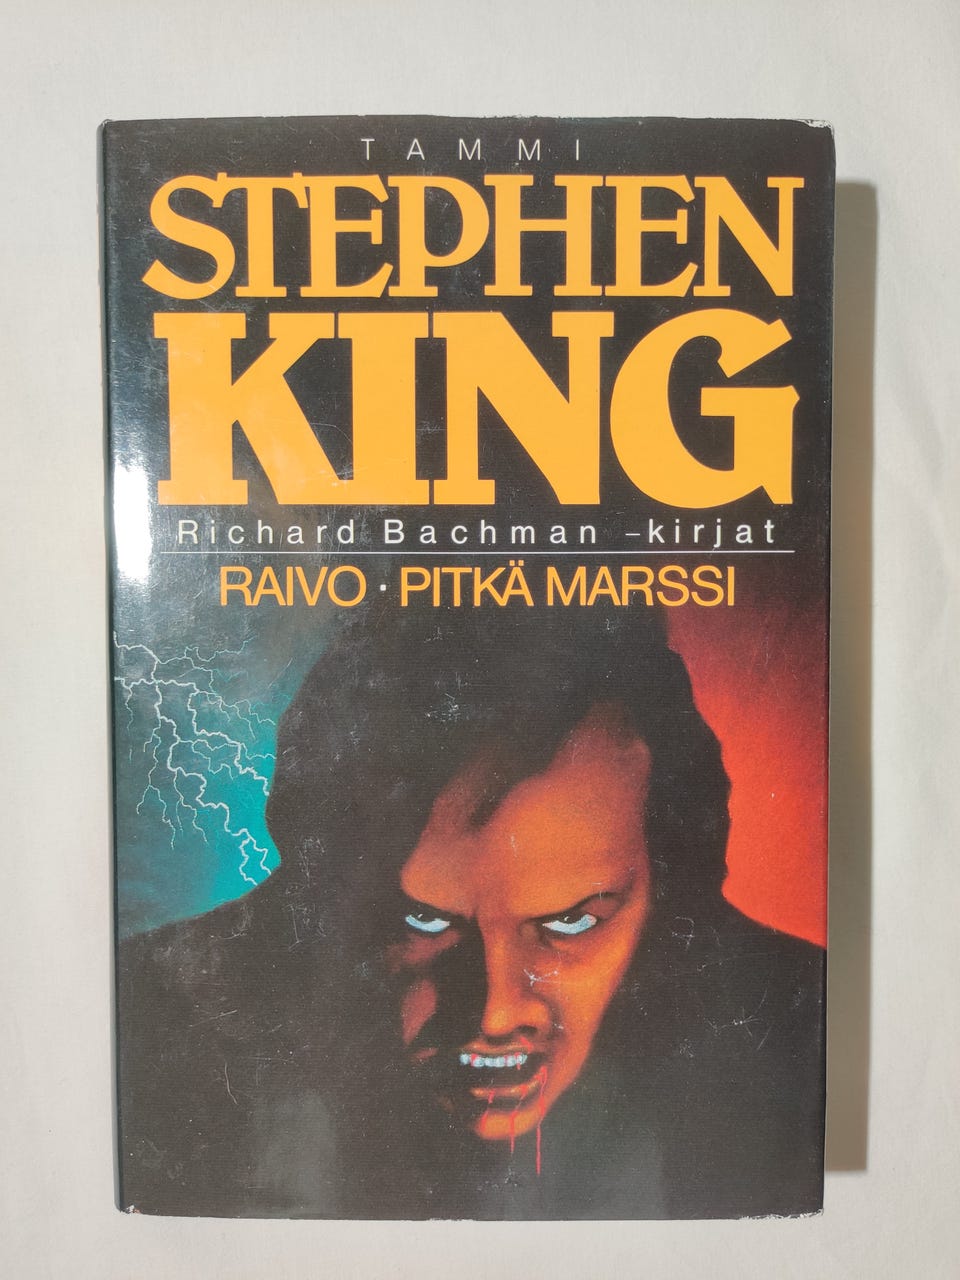 TAMMI
STEPHEN
KING
Richard Bachman -kirjat
RAIVO · PITKÄ MARSSI